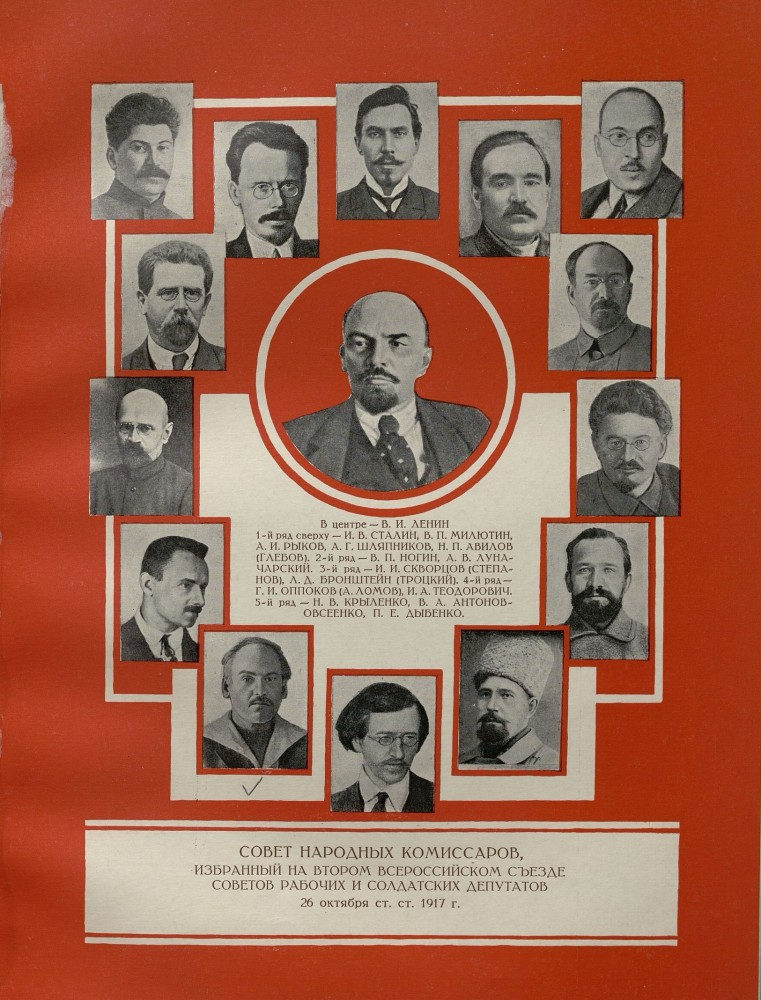 В центре — В. И. ЛЕНИН
1-й ряд сверху — И. В. СТАЛИН, В. П. МИЛЮТИН,
А. И. РЫКОВ, А. Г. ШЛЯПНИКОВ, Н. П. АВИЛОВ
(ГЛЕБОВ). 2-й ряд — В. П. НОГИН, А. В. ЛУНА-
ЧАРСКИЙ. 3-й ряд — И. И. СКВОРЦОВ (СТЕПА-
НОВ), Л. Д. БРОНШТЕЙН (ТРОЦКИЙ). 4-й ряд —
Г. И. ОППОКОВ (А. ЛОМОВ), И. А. ТЕОДОРОВИЧ.
5-й ряд — Н. В. КРЫЛЕНКО, В. А. АНТОНОВ-
ОВСЕЕНКО, П. Е. ДЫБЕНКО.
СОВЕТ НАРОДНЫХ КОМИССАРОВ,
ИЗБРАННЫЙ НА ВТОРОМ ВСЕРОССИЙСКОМ СЪЕЗДЕ
СОВЕТОВ РАБОЧИХ И СОЛДАТСКИХ ДЕПУТАТОВ
26 октября ст. ст. 1917 г.